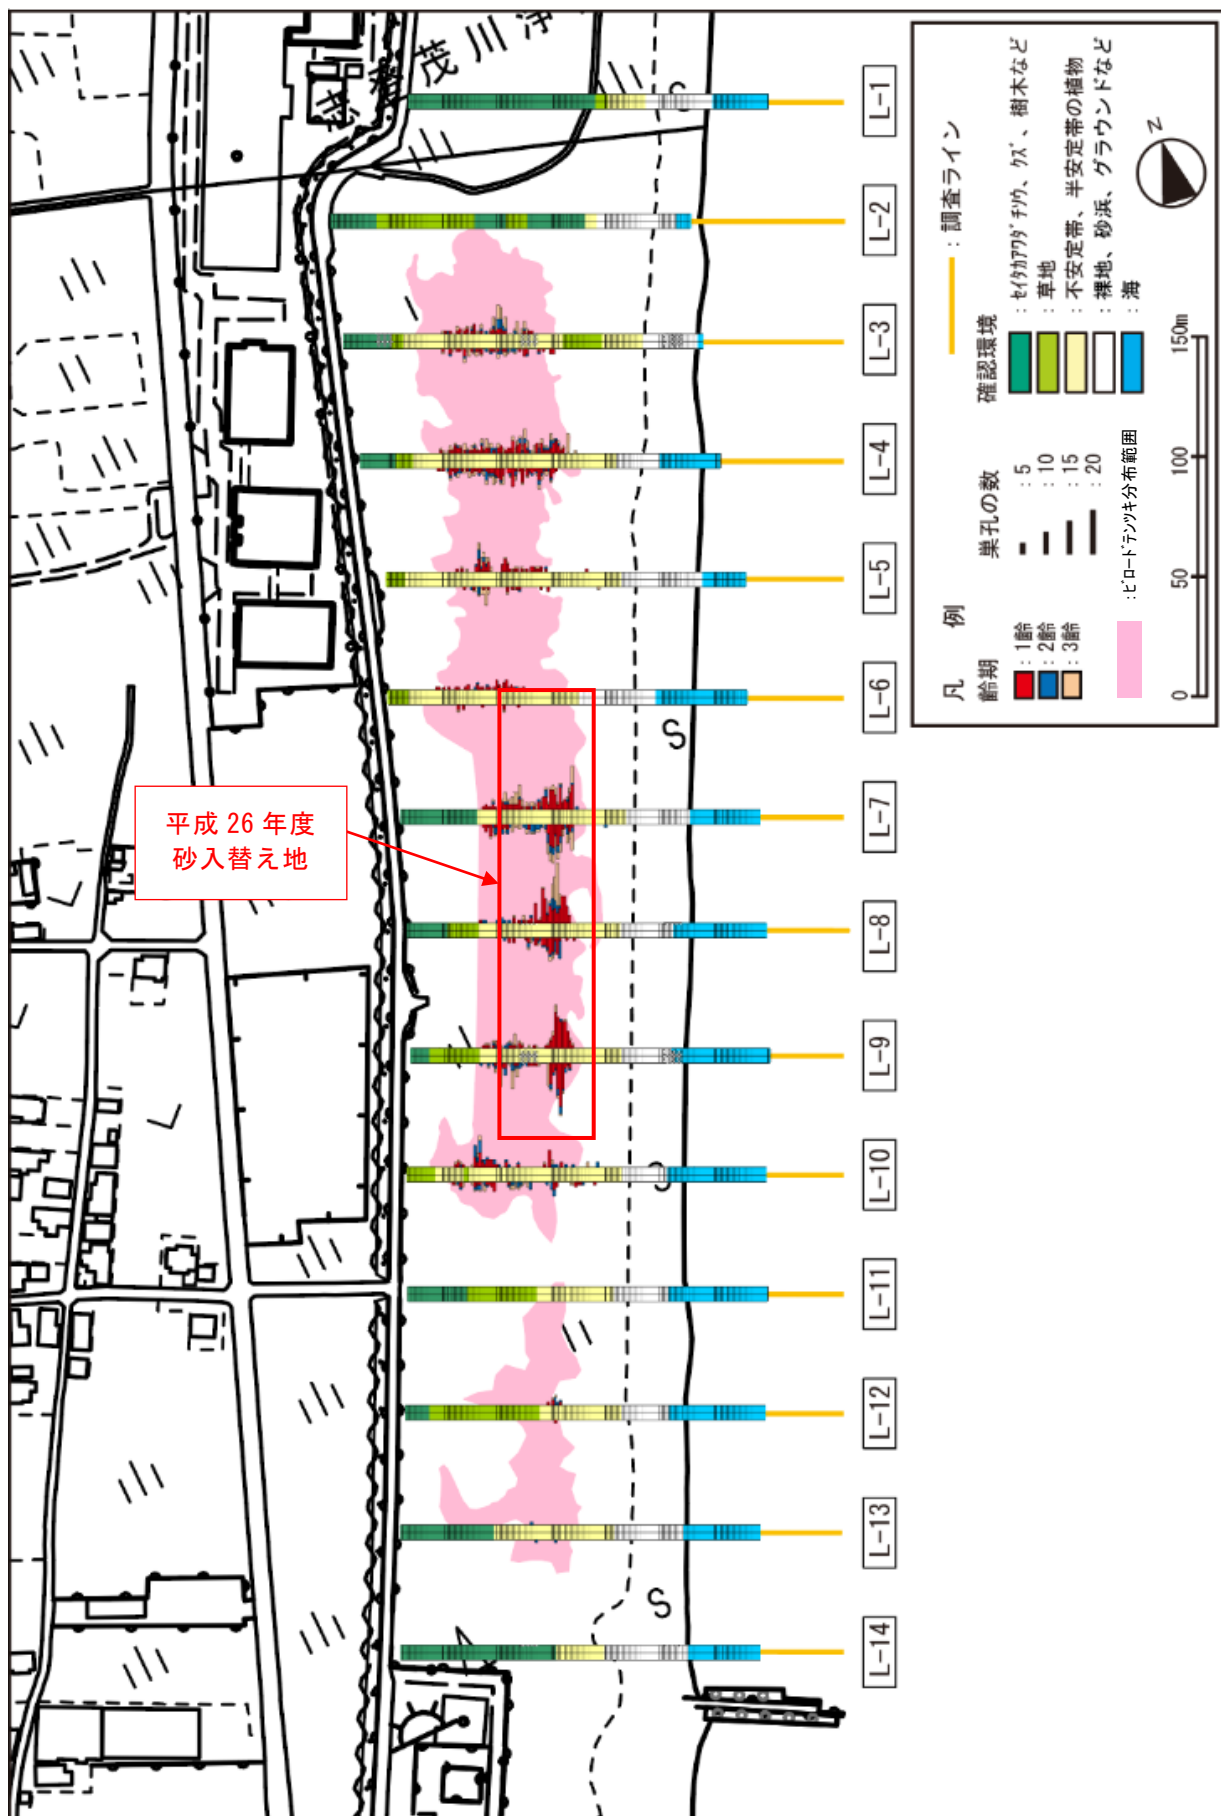 茂川浄
S
S
S
S
L-1
L-2
L-3
L-4
L-5
L-6
L-7
L-8
L-9
L-10
L-11
L-12
L-13
L-14
平成 26 年度
砂入替え地
凡 例
齢期
：1齢
：2齢
：3齢
巣孔の数
：5
：10
：15
：20
：ビロードテンツキ分布範囲
：調査ライン
確認環境
：セイタカアワダチソウ、クズ、樹木など
：草地
：不安定帯、半安定帯の植物
：裸地、砂浜、グラウンドなど
：海
N
0
50
100
150m